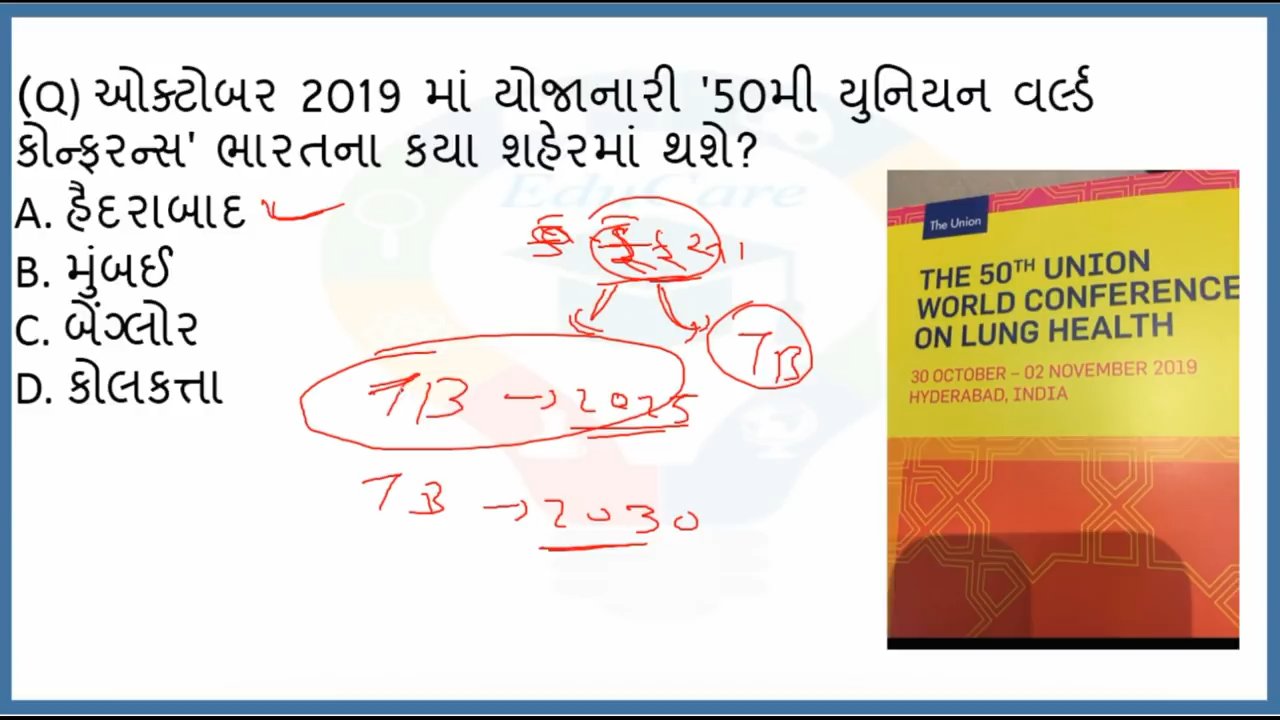 (Q) ઓક્ટોબર 2019 માં યોજાનારી '50મી યુનિયન વર્લ્ડ
કોન્ફરન્સ' ભારતના કયા શહેરમાં થશે?
A. હૈદરાબાદ
B. મુંબઈ
C. બેંગ્લોર
D. કોલકત્તા
EduCare
TB
TB → 2025
TB → 2030
The Union
THE 50TH UNION
WORLD CONFERENCE
ON LUNG HEALTH
30 OCTOBER – 02 NOVEMBER 2019
HYDERABAD, INDIA